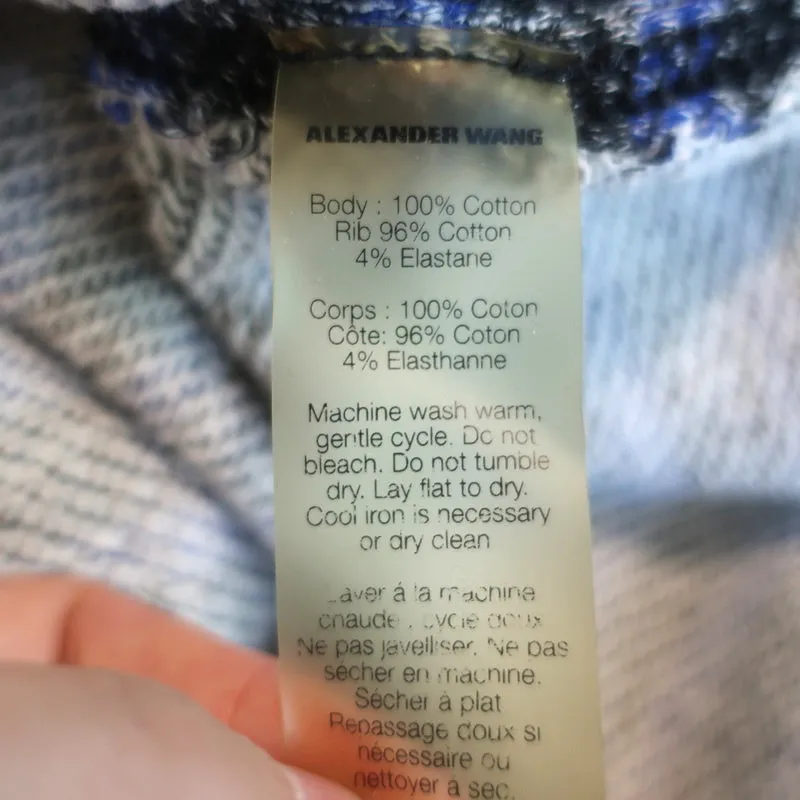 ALEXANDER WANG
Body : 100% Cotton
Rib 96% Cotton
4% Elastane
Corps : 100% Coton
Côte: 96% Coton
4% Elasthanne
Machine wash warm,
gentle cycle. Do not
bleach. Do not tumble
dry. Lay flat to dry.
Cool iron is necessary
or dry clean
Laver á la machine
chaude . cycle doux
Ne pas javelliser. Ne pas
sécher en machine.
Sécher à plat
Repassage doux si
nécessaire ou
nettoyer à sec.